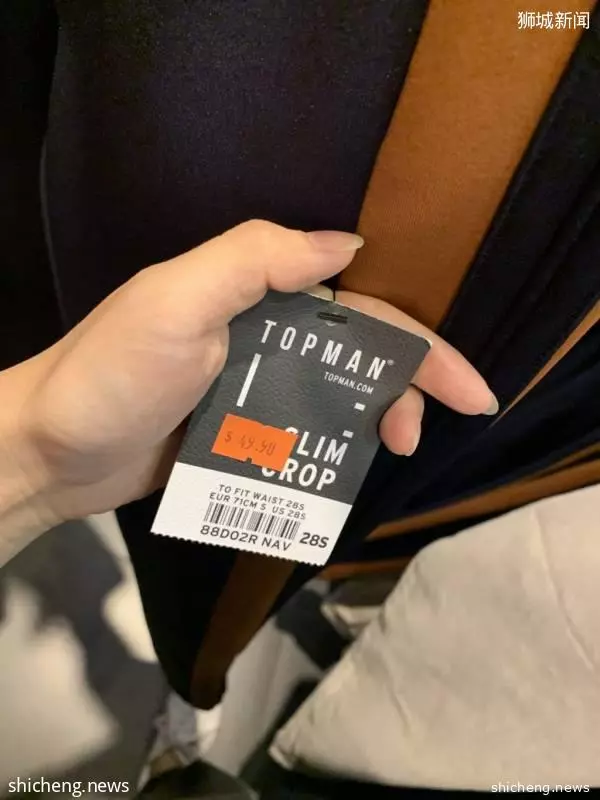 狮城新闻
TOPMAN®
TOPMAN.COM
$ 49.90
SLIM
CROP
TO FIT WAIST 28S
EUR 71CM S US 28S
88D02R NAV 28S
shicheng.news
shicheng.news